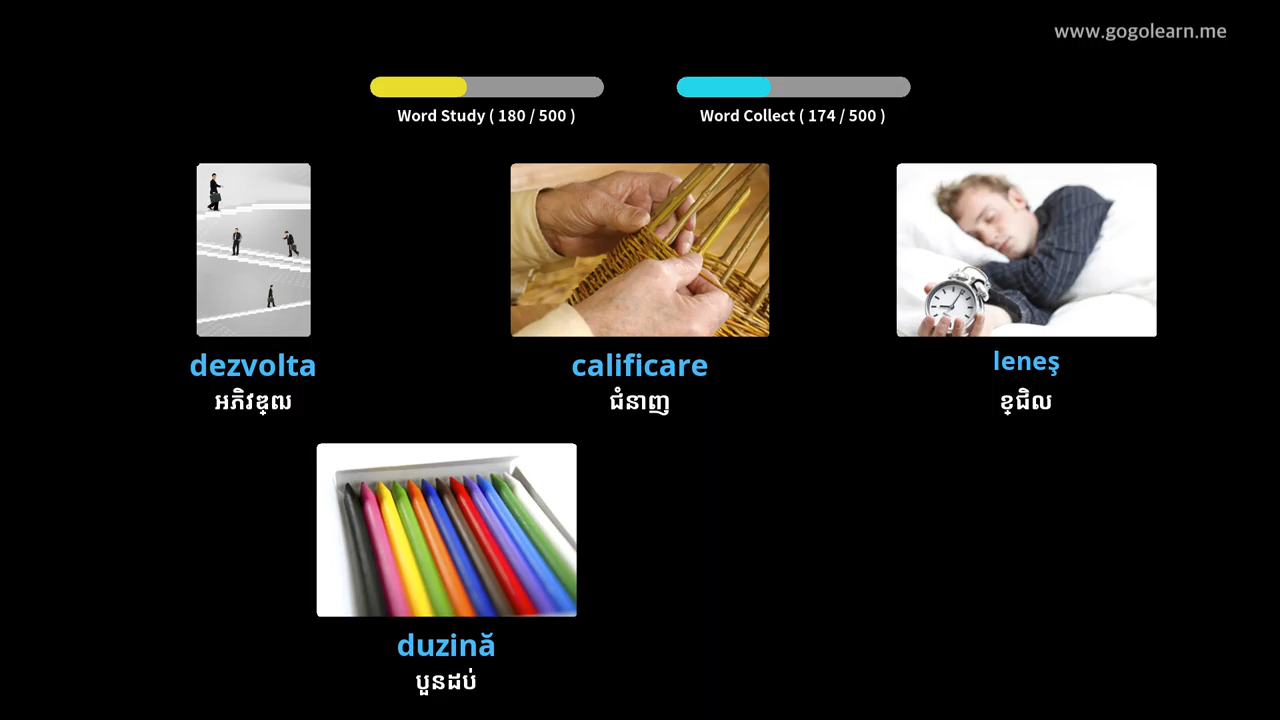 www.gogolearn.me
Word Study ( 180 / 500 )
Word Collect ( 174 / 500 )
dezvolta
អភិវឌ្ឍ
calificare
ជំនាញ
leneş
ខ្ជិល
duzină
បួនដប់